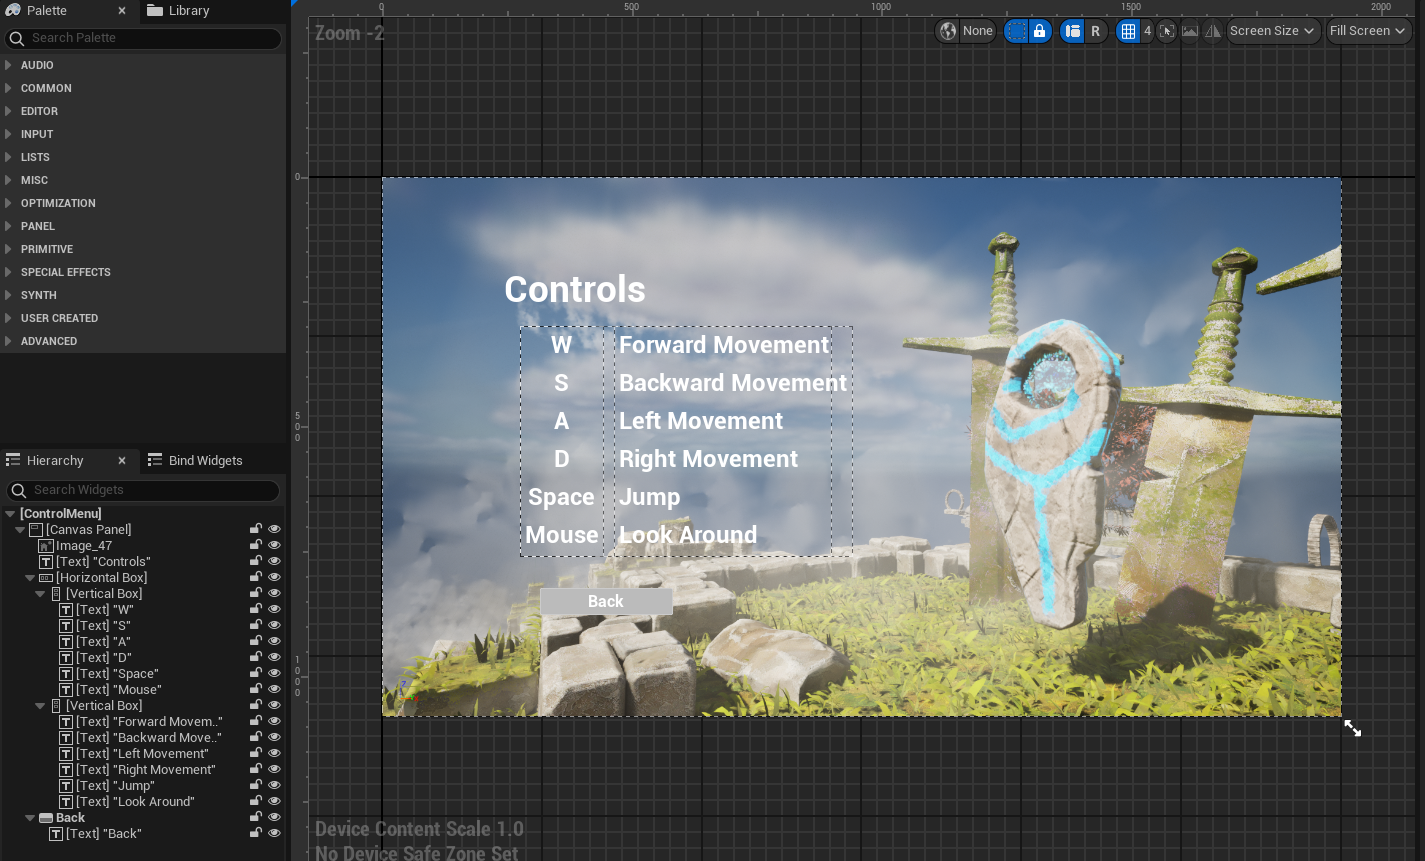 Palette
Library
Search Palette
AUDIO
COMMON
EDITOR
INPUT
LISTS
MISC
OPTIMIZATION
PANEL
PRIMITIVE
SPECIAL EFFECTS
SYNTH
USER CREATED
ADVANCED
Hierarchy
Bind Widgets
Search Widgets
[ControlMenu]
[Canvas Panel]
Image_47
[Text] "Controls"
[Horizontal Box]
[Vertical Box]
[Text] "W"
[Text] "S"
[Text] "A"
[Text] "D"
[Text] "Space"
[Text] "Mouse"
[Vertical Box]
[Text] "Forward Movem.."
[Text] "Backward Move.."
[Text] "Left Movement"
[Text] "Right Movement"
[Text] "Jump"
[Text] "Look Around"
Back
[Text] "Back"
0 500 1000 1500 2000
Zoom -2
None R 4 Screen Size Fill Screen
0
500
1000
Controls
W Forward Movement
S Backward Movement
A Left Movement
D Right Movement
Space Jump
Mouse Look Around
Back
Device Content Scale 1.0
No Device Safe Zone Set